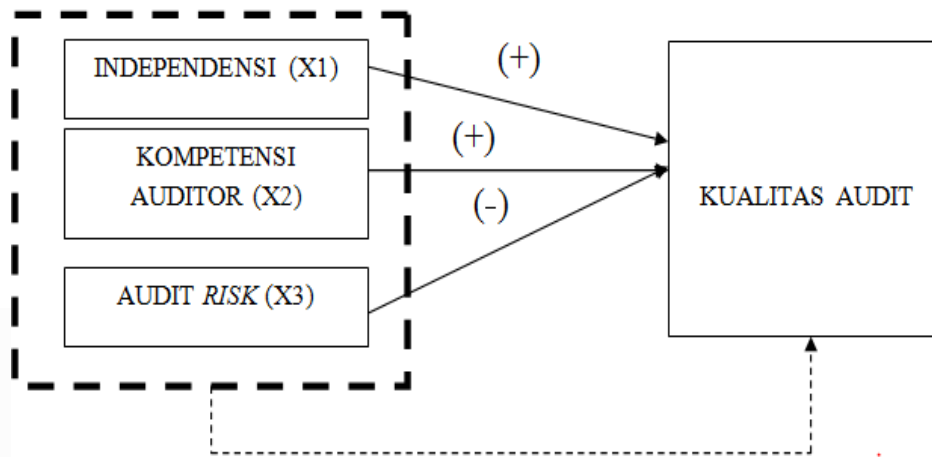 INDEPENDENSI (X1)
(+)
KOMPETENSI
AUDITOR (X2)
(+)
(-)
AUDIT RISK (X3)
KUALITAS AUDIT